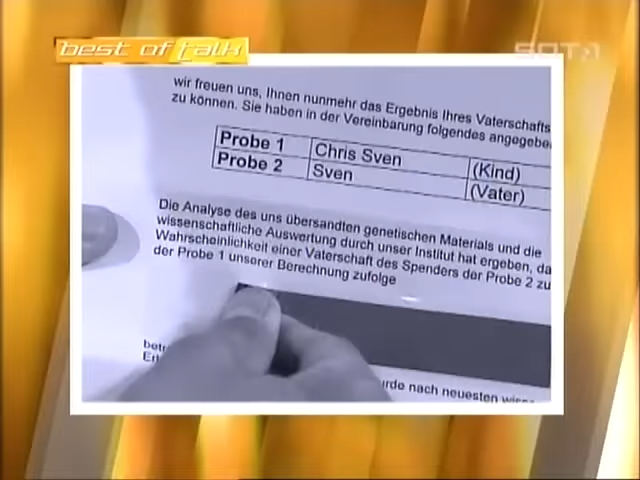 best of talk
SAT.1
wir freuen uns, Ihnen nunmehr das Ergebnis Ihres Vaterschafts
zu können. Sie haben in der Vereinbarung folgendes angegebe
Probe 1 Chris Sven (Kind)
Probe 2 Sven (Vater)
Die Analyse des uns übersandten genetischen Materials und die
wissenschaftliche Auswertung durch unser Institut hat ergeben, da
Wahrscheinlichkeit einer Vaterschaft des Spenders der Probe 2 zu
der Probe 1 unserer Berechnung zufolge
betr
urde nach neuesten